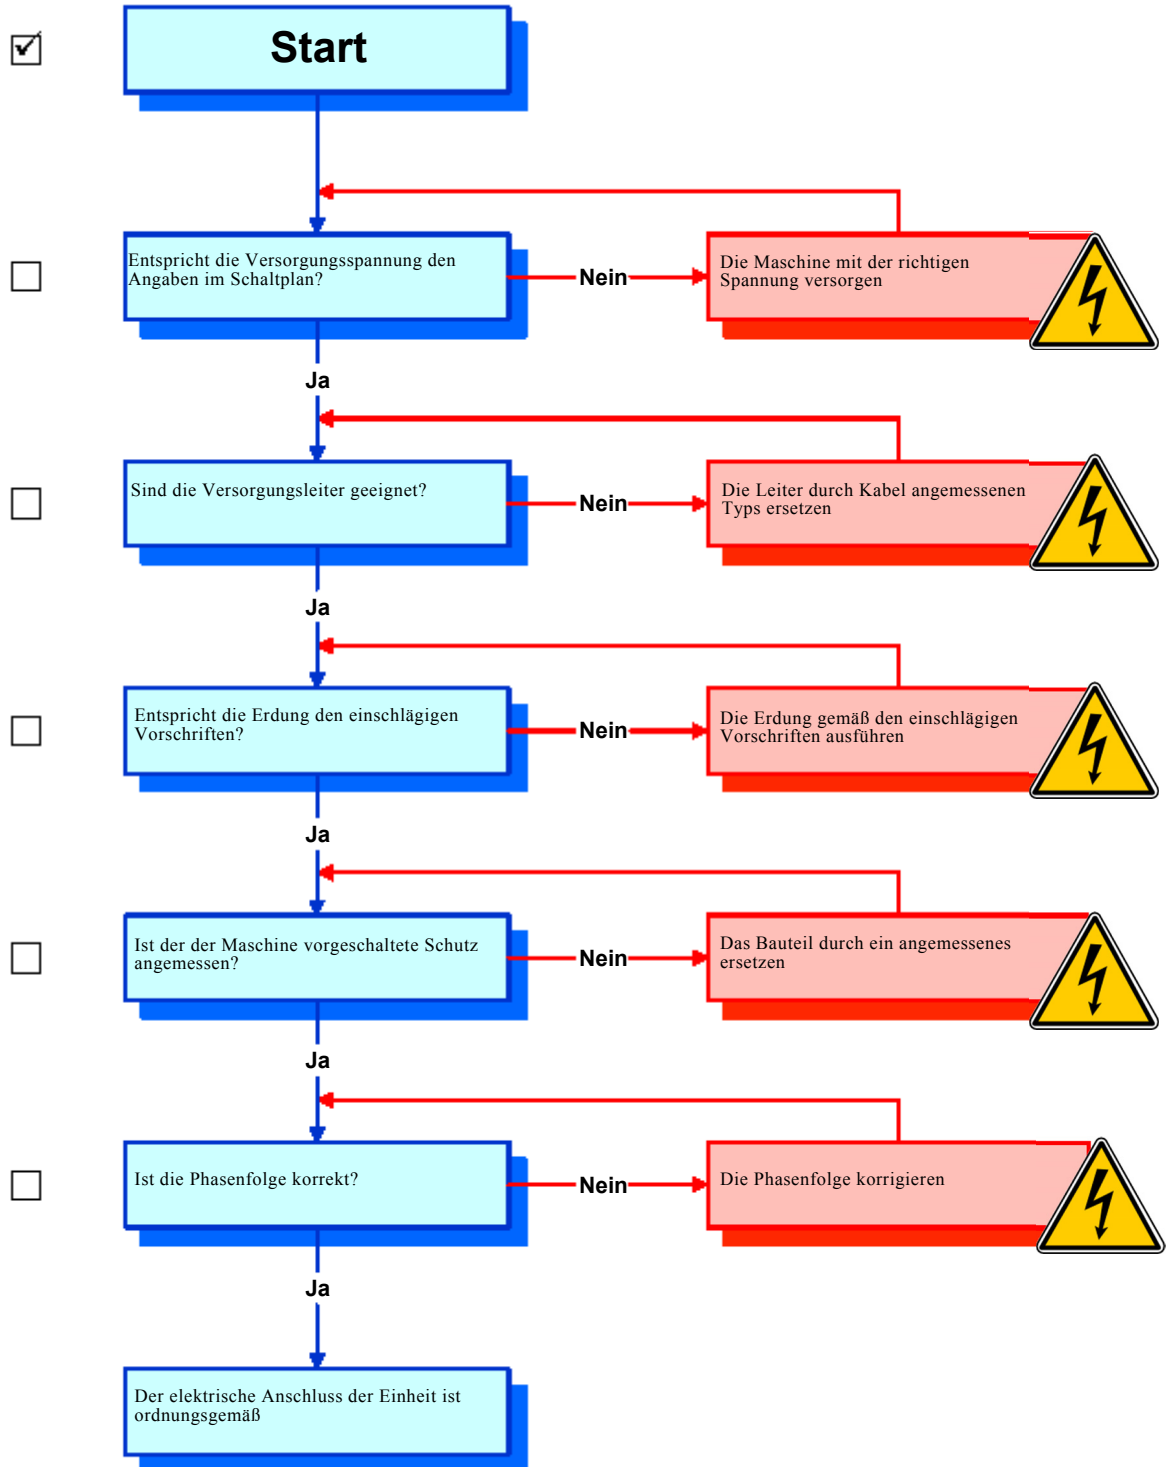 Start
Entspricht die Versorgungsspannung den
Angaben im Schaltplan?
Nein
Die Maschine mit der richtigen
Spannung versorgen
Ja
Sind die Versorgungsleiter geeignet?
Nein
Die Leiter durch Kabel angemessenen
Typs ersetzen
Ja
Entspricht die Erdung den einschlägigen
Vorschriften?
Nein
Die Erdung gemäß den einschlägigen
Vorschriften ausführen
Ja
Ist der der Maschine vorgeschaltete Schutz
angemessen?
Nein
Das Bauteil durch ein angemessenes
ersetzen
Ja
Ist die Phasenfolge korrekt?
Nein
Die Phasenfolge korrigieren
Ja
Der elektrische Anschluss der Einheit ist
ordnungsgemäß